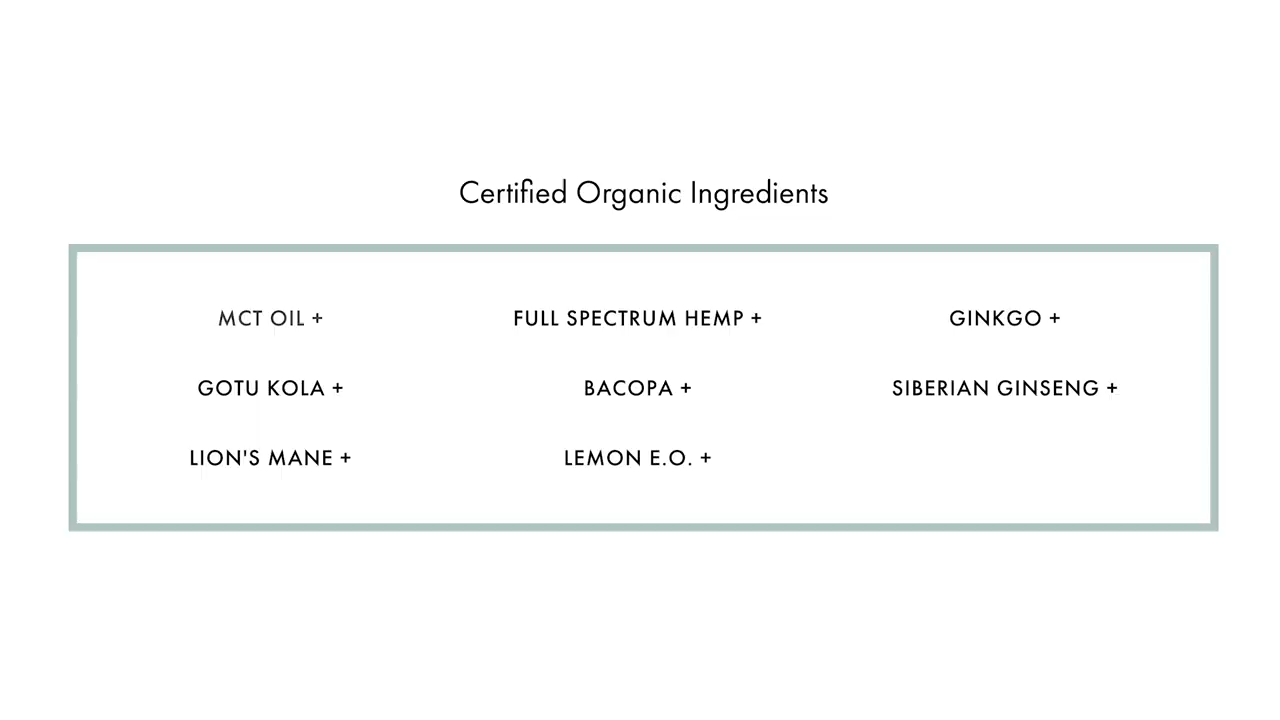 Certified Organic Ingredients
MCT OIL + FULL SPECTRUM HEMP + GINKGO +
GOTU KOLA + BACOPA + SIBERIAN GINSENG +
LION'S MANE + LEMON E.O. +